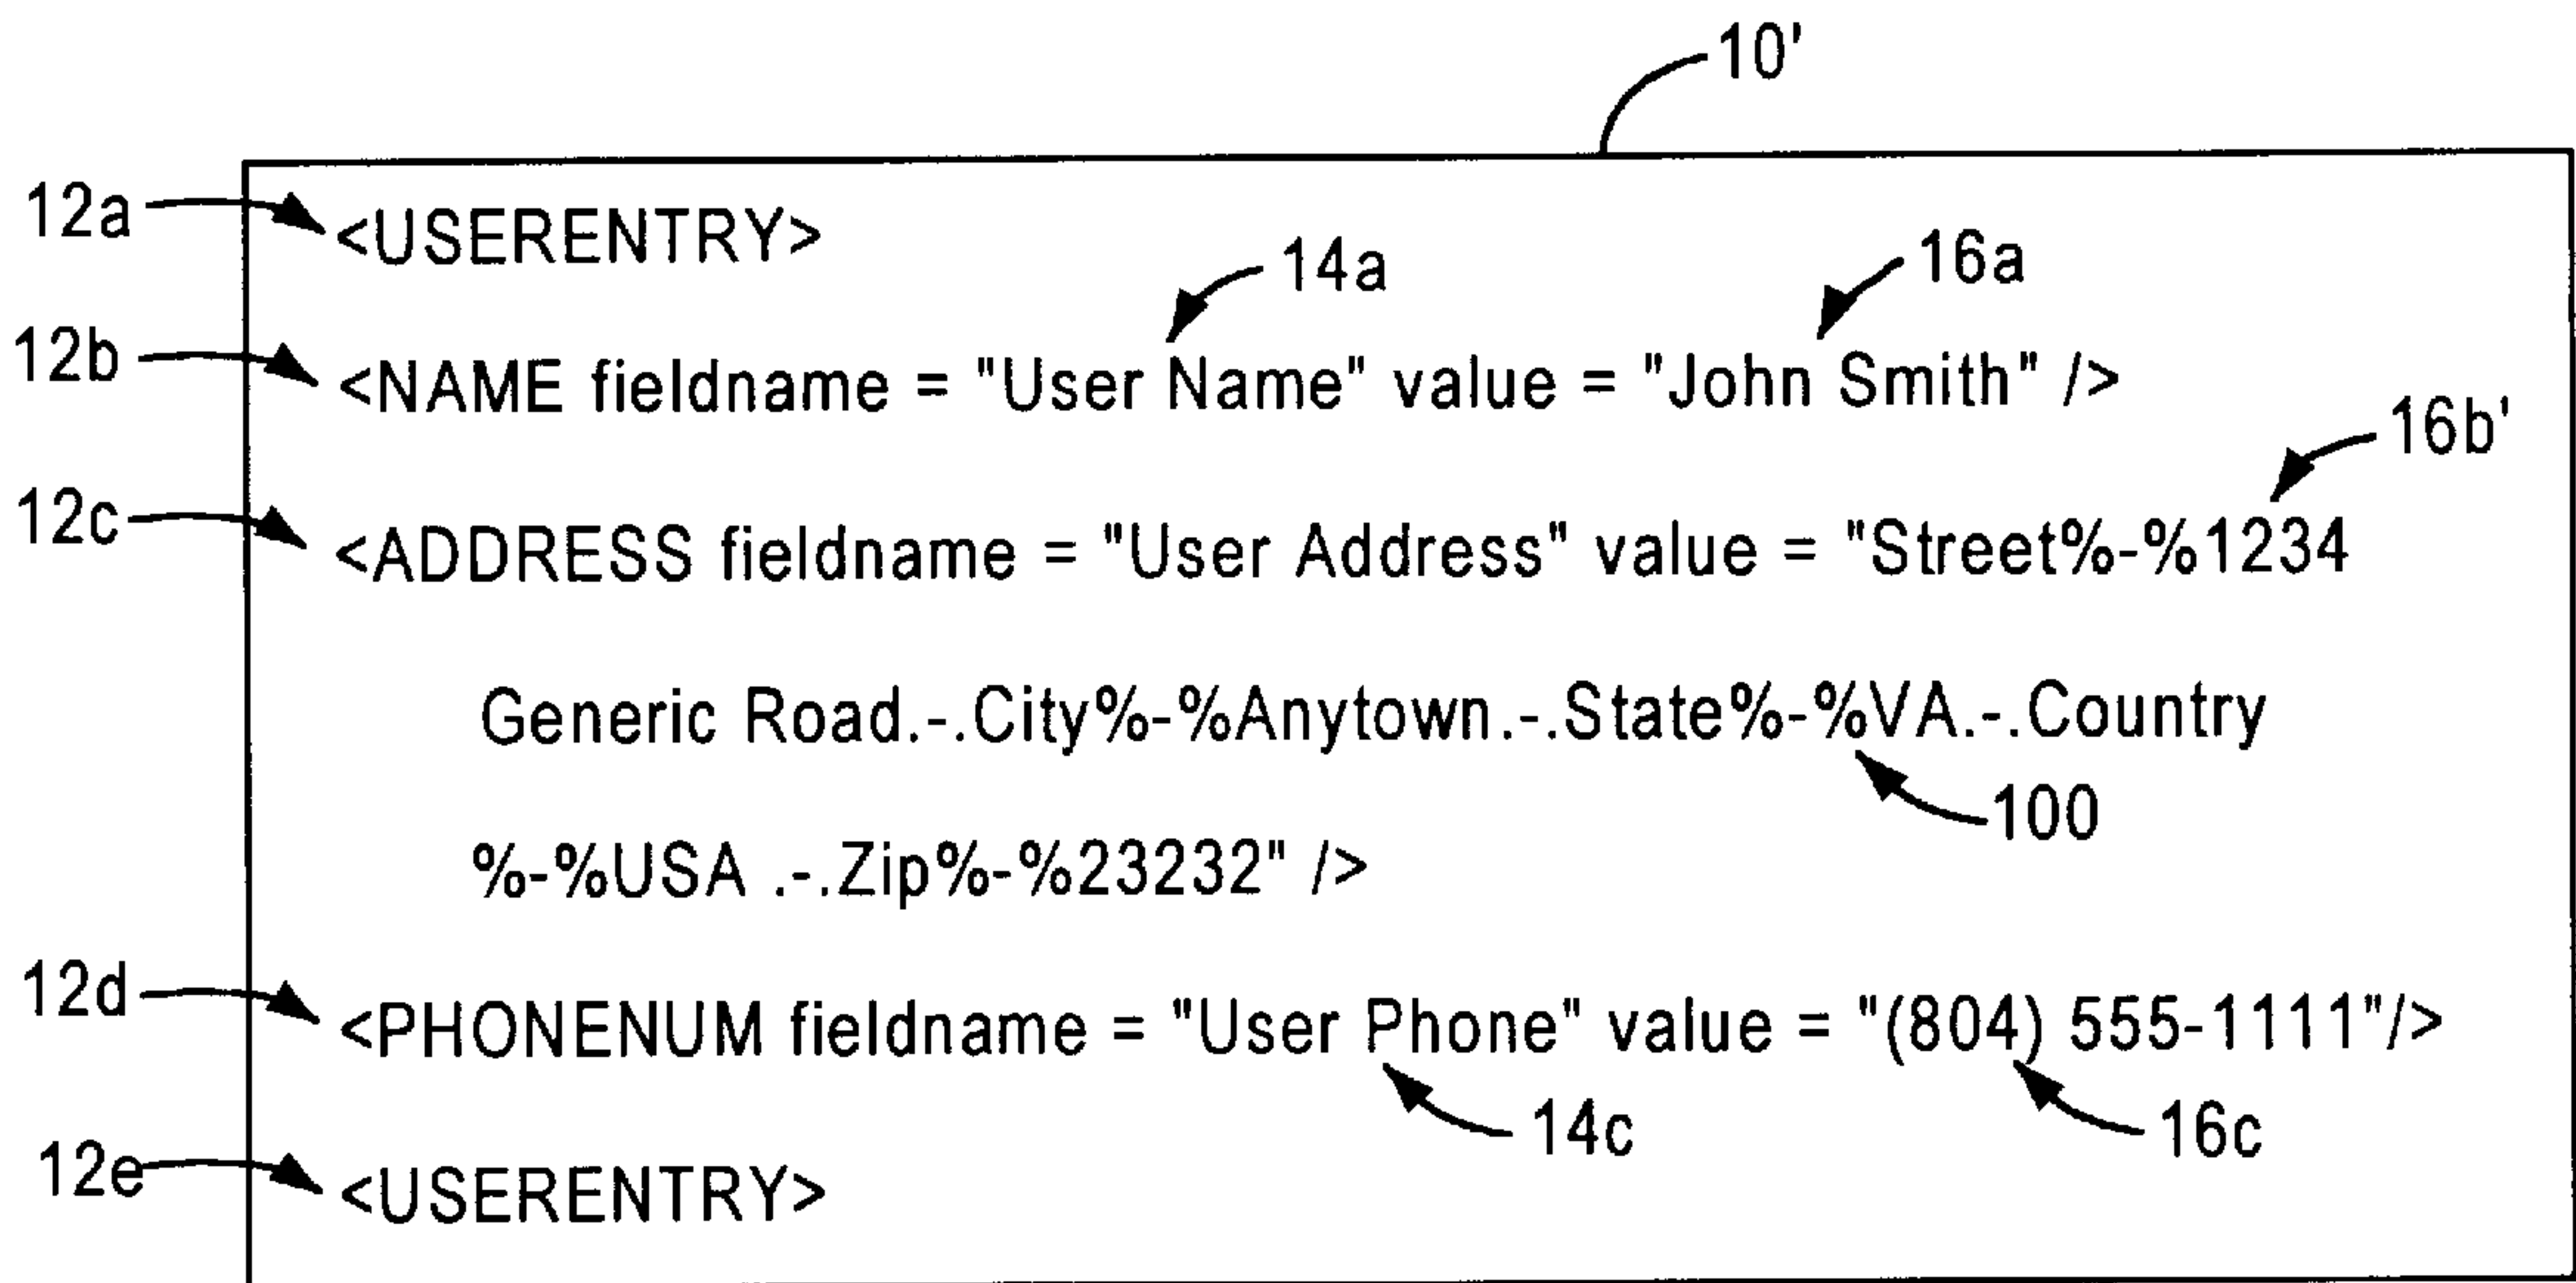 10'
12a
<USERENTRY>
14a
16a
12b
<NAME fieldname = "User Name" value = "John Smith" />
16b'
12c
<ADDRESS fieldname = "User Address" value = "Street%-%1234
Generic Road.-.City%-%Anytown.-.State%-%VA.-.Country
100
%-%USA .-.Zip%-%23232" />
12d
<PHONENUM fieldname = "User Phone" value = "(804) 555-1111"/>
14c
16c
12e
<USERENTRY>